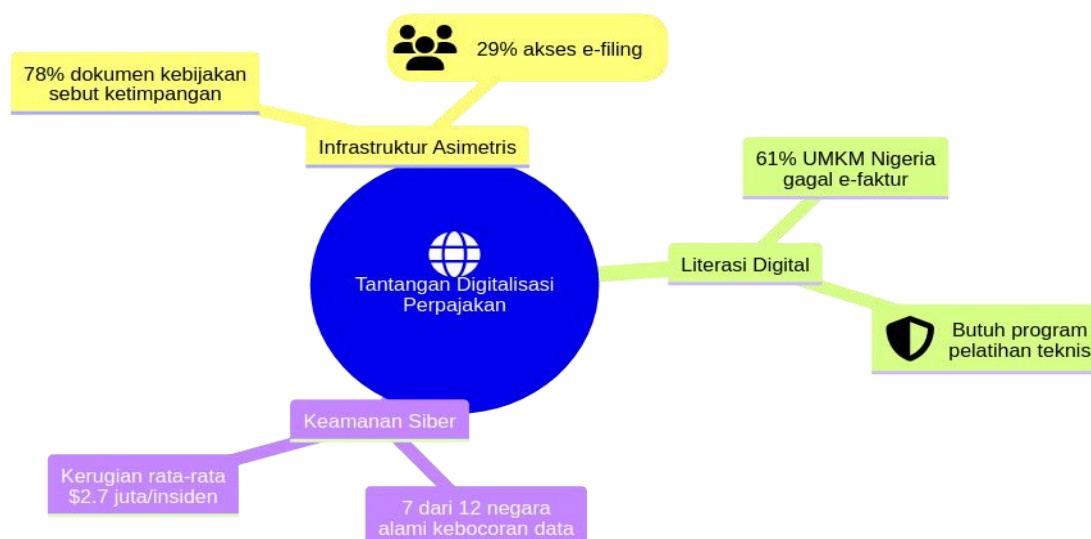 29% akses e-filing
78% dokumen kebijakan
sebut ketimpangan
Infrastruktur Asimetris
61% UMKM Nigeria
gagal e-faktur
Literasi Digital
Tantangan Digitalisasi
Perpajakan
Butuh program
pelatihan teknis
Keamanan Siber
Kerugian rata-rata
$2.7 juta/insiden
7 dari 12 negara
alami kebocoran data